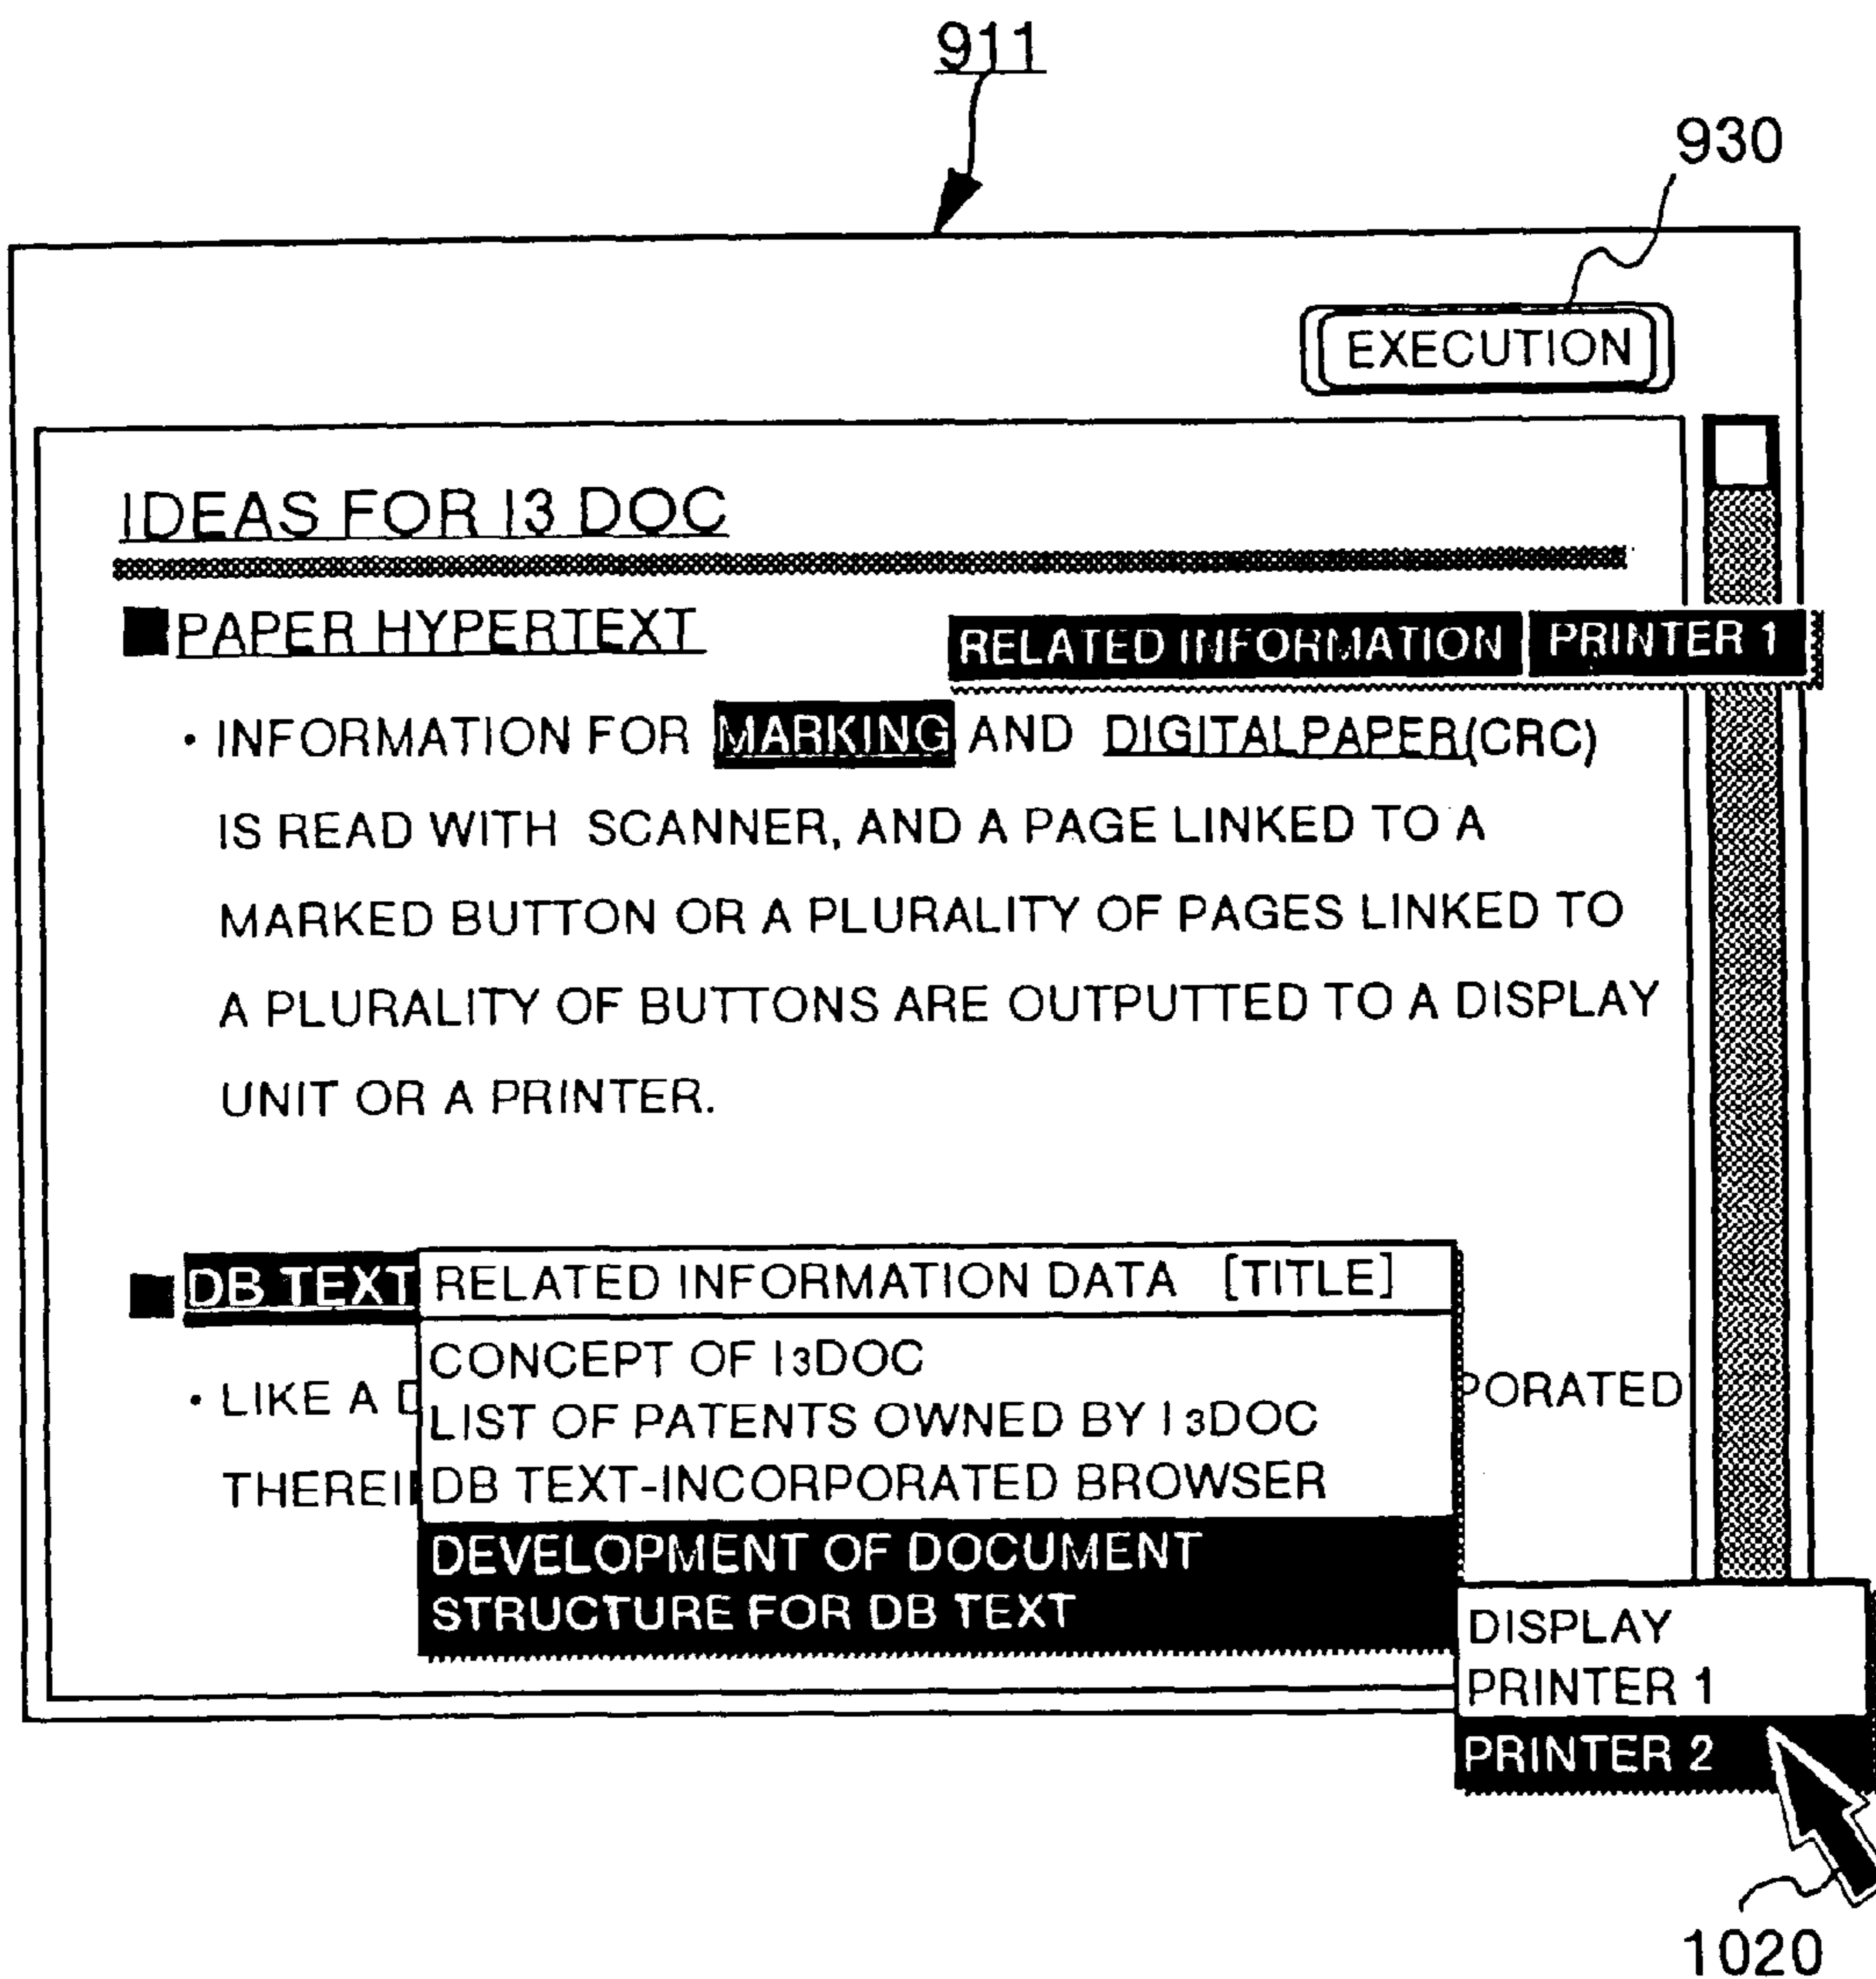 911
930
EXECUTION
IDEAS FOR I3 DOC
PAPER HYPERTEXT
RELATED INFORMATION PRINTER 1
• INFORMATION FOR MARKING AND DIGITALPAPER(CRC)
IS READ WITH SCANNER, AND A PAGE LINKED TO A
MARKED BUTTON OR A PLURALITY OF PAGES LINKED TO
A PLURALITY OF BUTTONS ARE OUTPUTTED TO A DISPLAY
UNIT OR A PRINTER.
DB TEXT RELATED INFORMATION DATA [TITLE]
CONCEPT OF I3DOC
• LIKE A PORATED
LIST OF PATENTS OWNED BY I3DOC
DB TEXT-INCORPORATED BROWSER
DEVELOPMENT OF DOCUMENT
STRUCTURE FOR DB TEXT
DISPLAY
PRINTER 1
PRINTER 2
1020